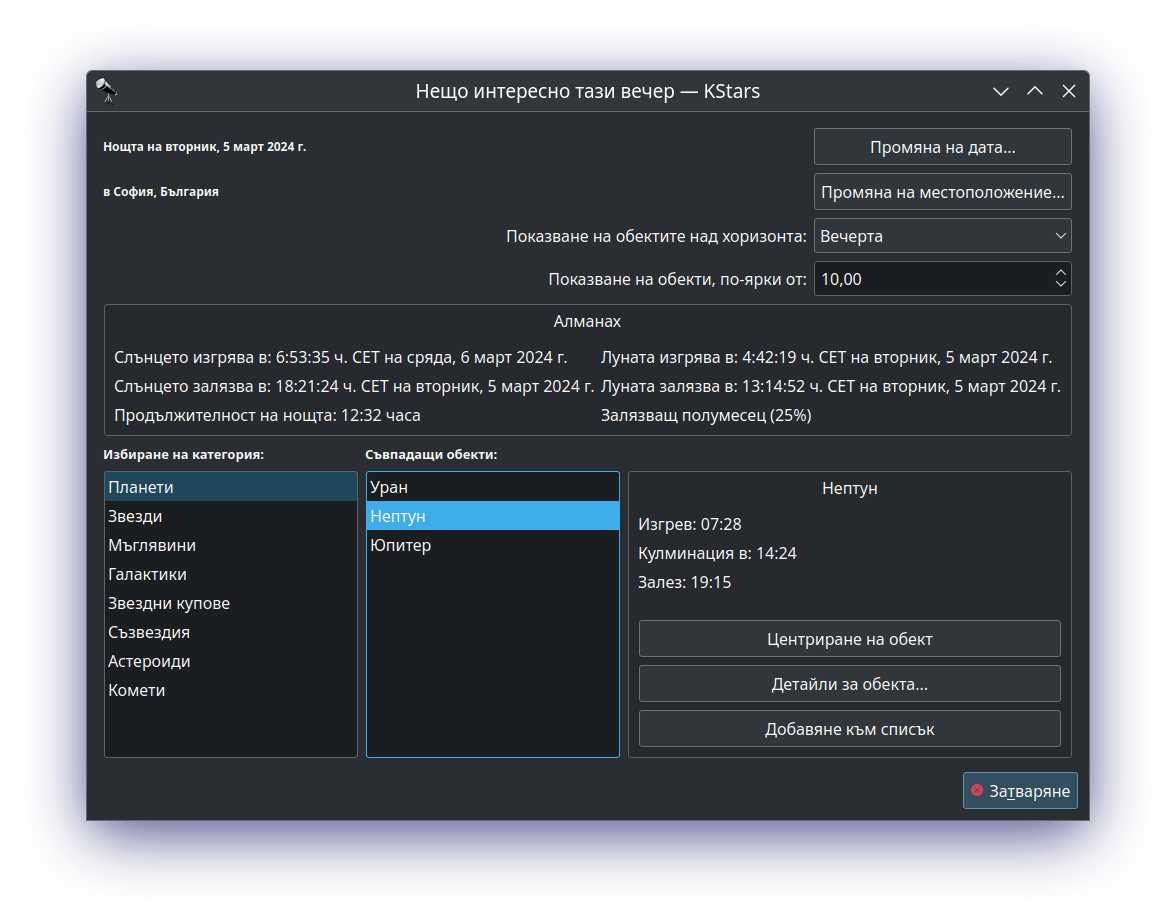 Нещо интересно тази вечер — KStars
Нощта на вторник, 5 март 2024 г.
Промяна на дата...
в София, България
Промяна на местоположение...
Показване на обектите над хоризонта: Вечерта
Показване на обекти, по-ярки от: 10,00
Алманах
Слънцето изгрява в: 6:53:35 ч. CET на сряда, 6 март 2024 г.
Луната изгрява в: 4:42:19 ч. CET на вторник, 5 март 2024 г.
Слънцето залязва в: 18:21:24 ч. CET на вторник, 5 март 2024 г.
Луната залязва в: 13:14:52 ч. CET на вторник, 5 март 2024 г.
Продължителност на нощта: 12:32 часа
Залязващ полумесец (25%)
Избиране на категория:
Планети
Звезди
Мъглявини
Галактики
Звездни купове
Съзвездия
Астероиди
Комети
Съвпадащи обекти:
Уран
Нептун
Юпитер
Нептун
Изгрев: 07:28
Кулминация в: 14:24
Залез: 19:15
Центриране на обект
Детайли за обекта...
Добавяне към списък
Затваряне